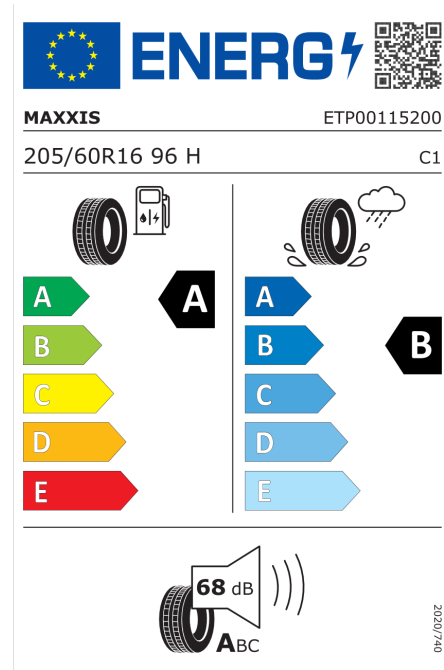 ENERG
MAXXIS ETP00115200
205/60R16 96 H C1
A A
B
C
D
E
A
B B
C
D
E
68 dB
ABC
2020/740